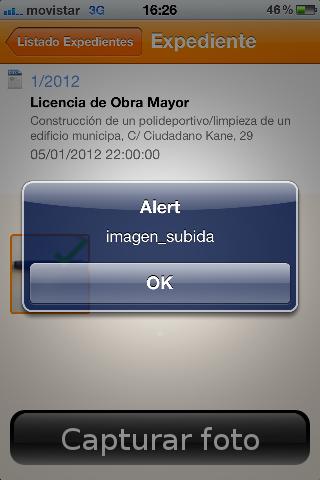 movistar 3G 16:26 46%
Listado Expedientes Expediente
1/2012
Licencia de Obra Mayor
Construcción de un polideportivo/limpieza de un
edificio municipa, C/ Ciudadano Kane, 29
05/01/2012 22:00:00
Alert
imagen_subida
OK
Capturar foto